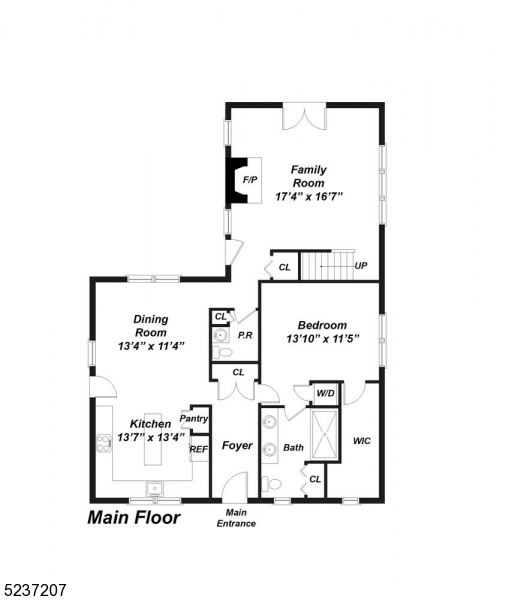 Family
Room
17'4" x 16'7"
F/P
CL
UP
Dining
Room
13'4" x 11'4"
CL
P.R
Bedroom
13'10" x 11'5"
CL
W/D
Kitchen
13'7" x 13'4"
Pantry
REF
Foyer
Bath
WIC
CL
Main Floor
Main
Entrance
5237207